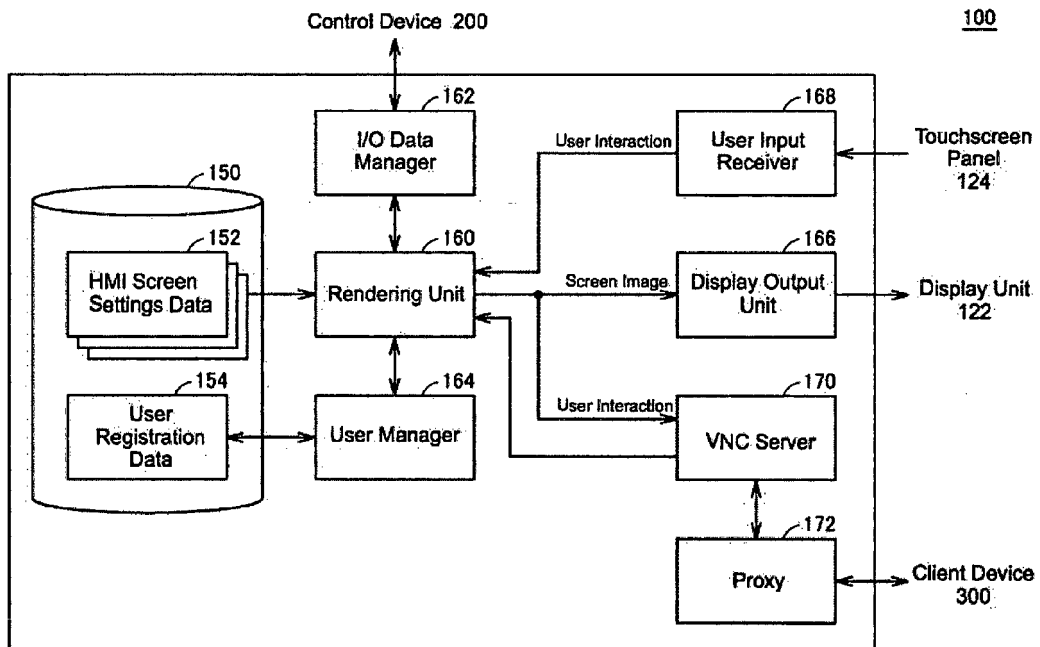 Control Device 200
100
162
I/O Data
Manager
168
User Input
Receiver
User Interaction
Touchscreen
Panel
124
150
152
HMI Screen
Settings Data
160
Rendering Unit
Screen Image
166
Display Output
Unit
Display Unit
122
154
User
Registration
Data
164
User Manager
User Interaction
170
VNC Server
172
Proxy
Client Device
300